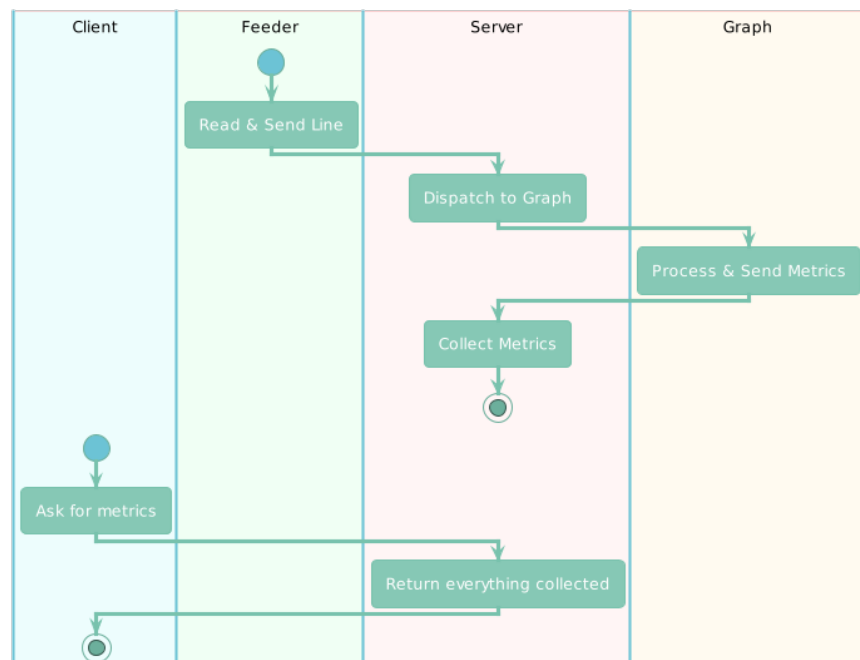 Client
Feeder
Server
Graph
Read & Send Line
Dispatch to Graph
Process & Send Metrics
Collect Metrics
Ask for metrics
Return everything collected